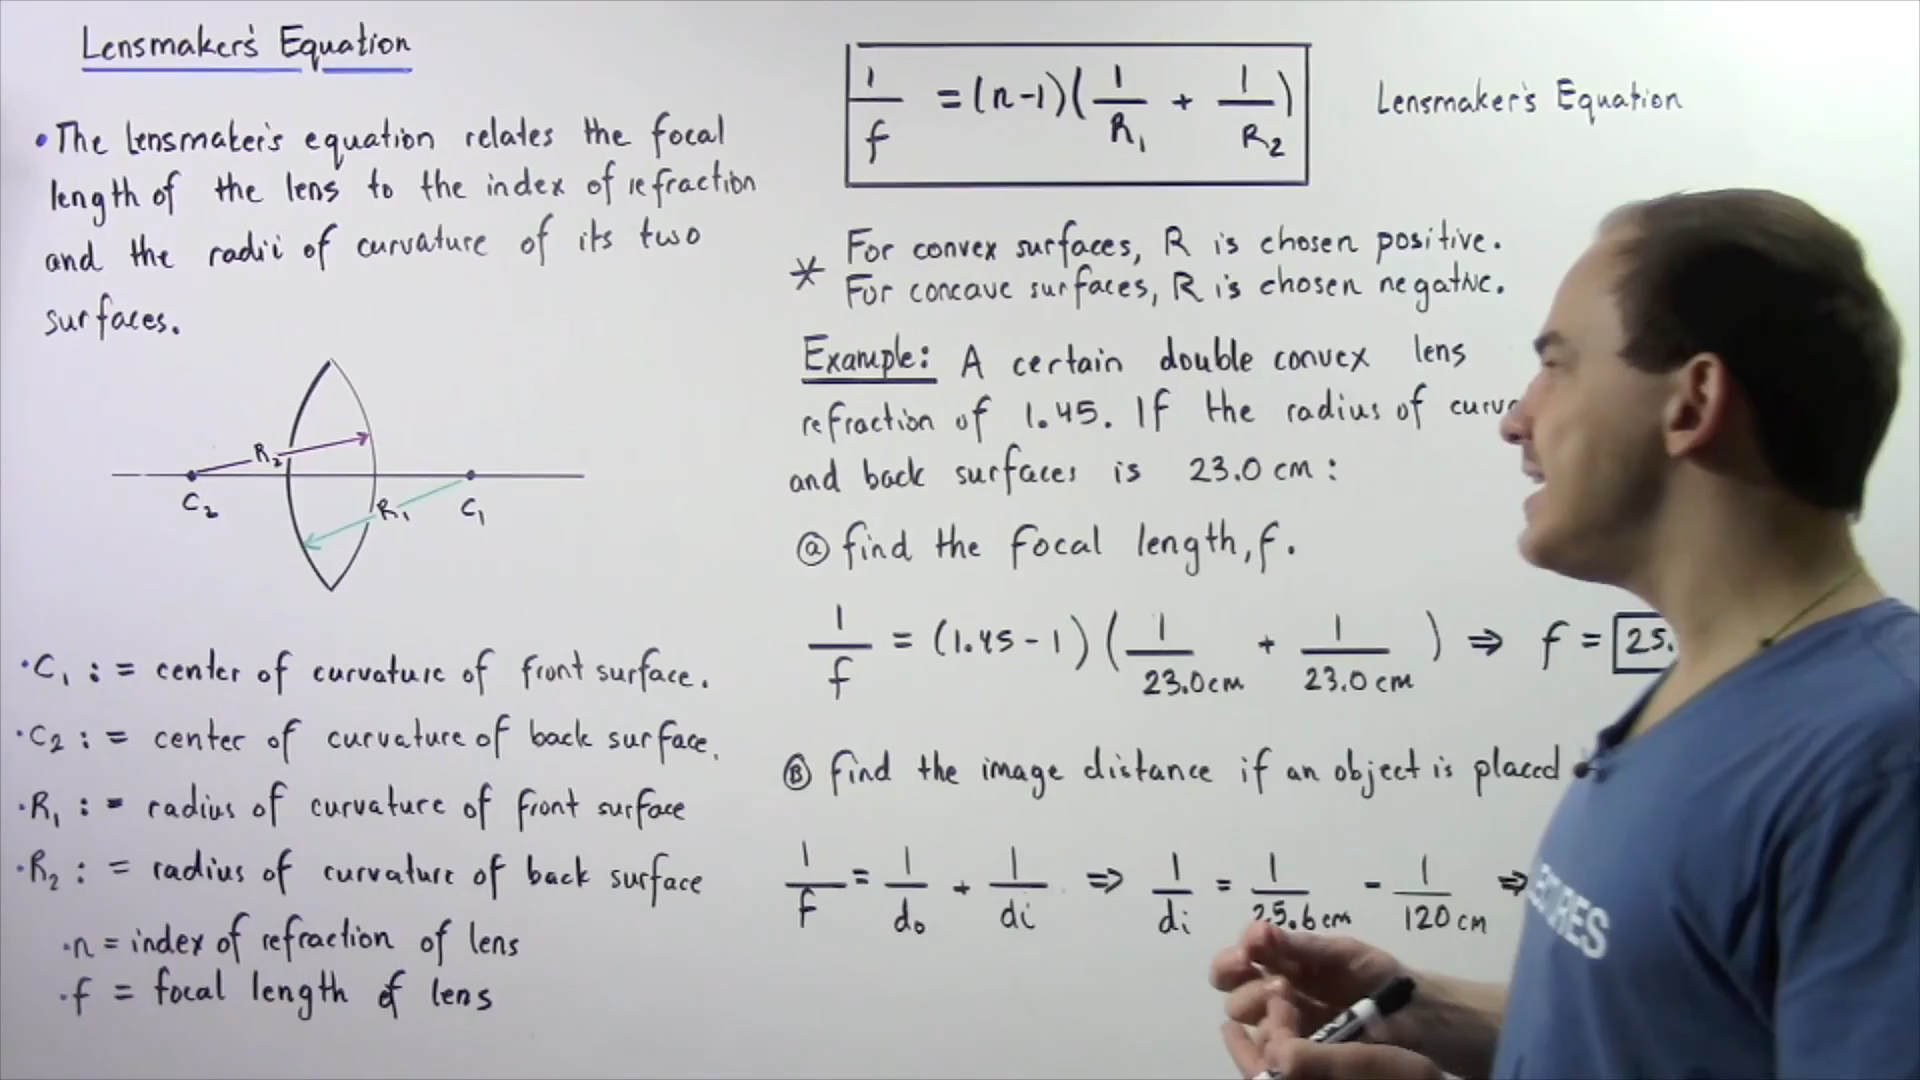 Lensmaker's Equation
• The lensmaker's equation relates the focal
length of the lens to the index of refraction
and the radii of curvature of its two
surfaces.
R2
C2
R1
C1
· C1 := center of curvature of front surface.
· C2 := center of curvature of back surface.
· R1 := radius of curvature of front surface
· R2 := radius of curvature of back surface
· n = index of refraction of lens
· f = focal length of lens
1/f = (n-1)(1/R1 + 1/R2)
Lensmaker's Equation
* For convex surfaces, R is chosen positive.
For concave surfaces, R is chosen negative.
Example: A certain double convex lens
refraction of 1.45. If the radius of
and back surfaces is 23.0 cm:
(a) find the focal length, f.
1/f = (1.45 - 1)(1/23.0cm + 1/23.0cm) ⇒ f = 25.
(B) find the image distance if an object is placed
1/f = 1/do + 1/di ⇒ 1/di = 1/25.6cm - 1/120cm ⇒